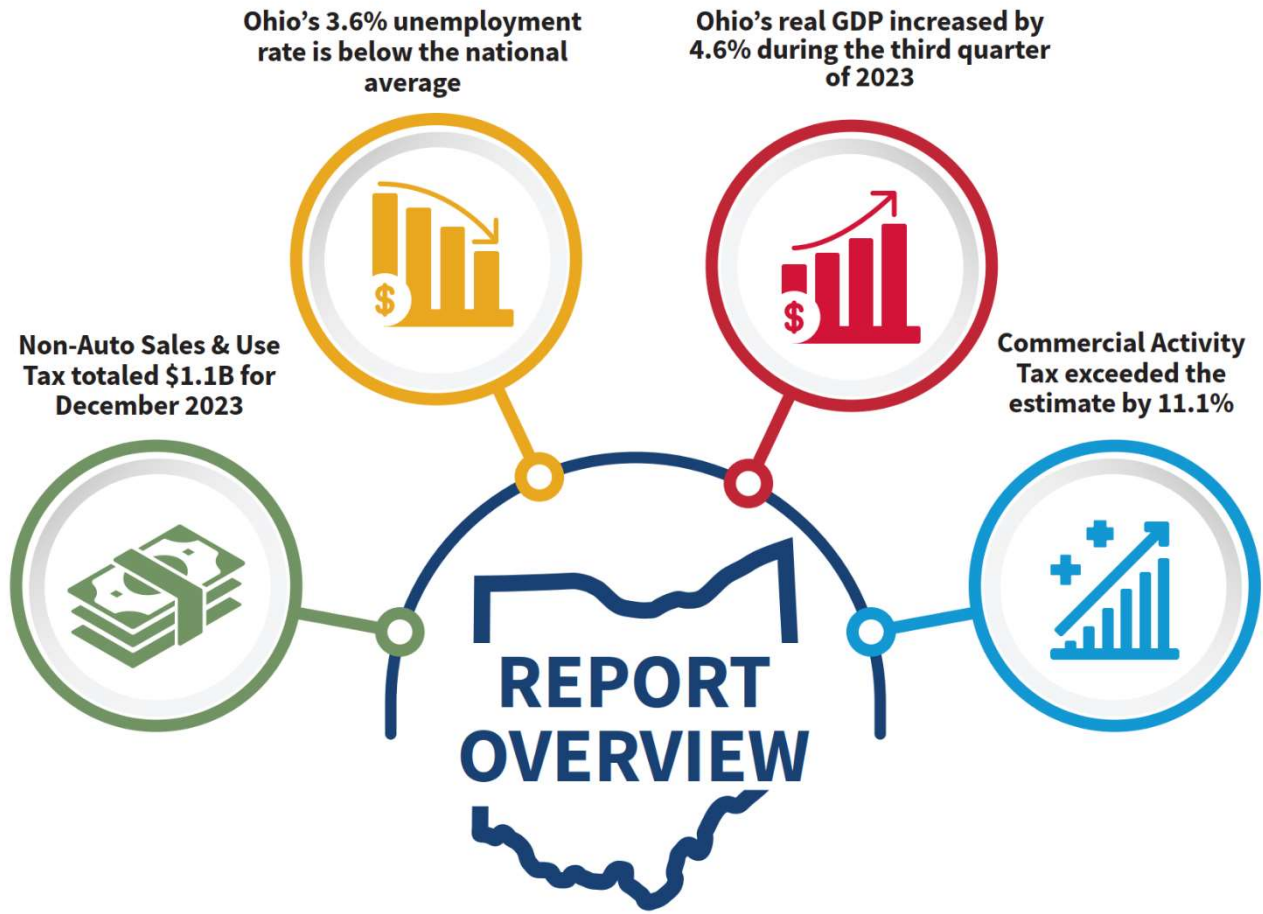 Ohio’s 3.6% unemployment
rate is below the national
average
Ohio’s real GDP increased by
4.6% during the third quarter
of 2023
Non-Auto Sales & Use
Tax totaled $1.1B for
December 2023
Commercial Activity
Tax exceeded the
estimate by 11.1%
$
$
REPORT
OVERVIEW